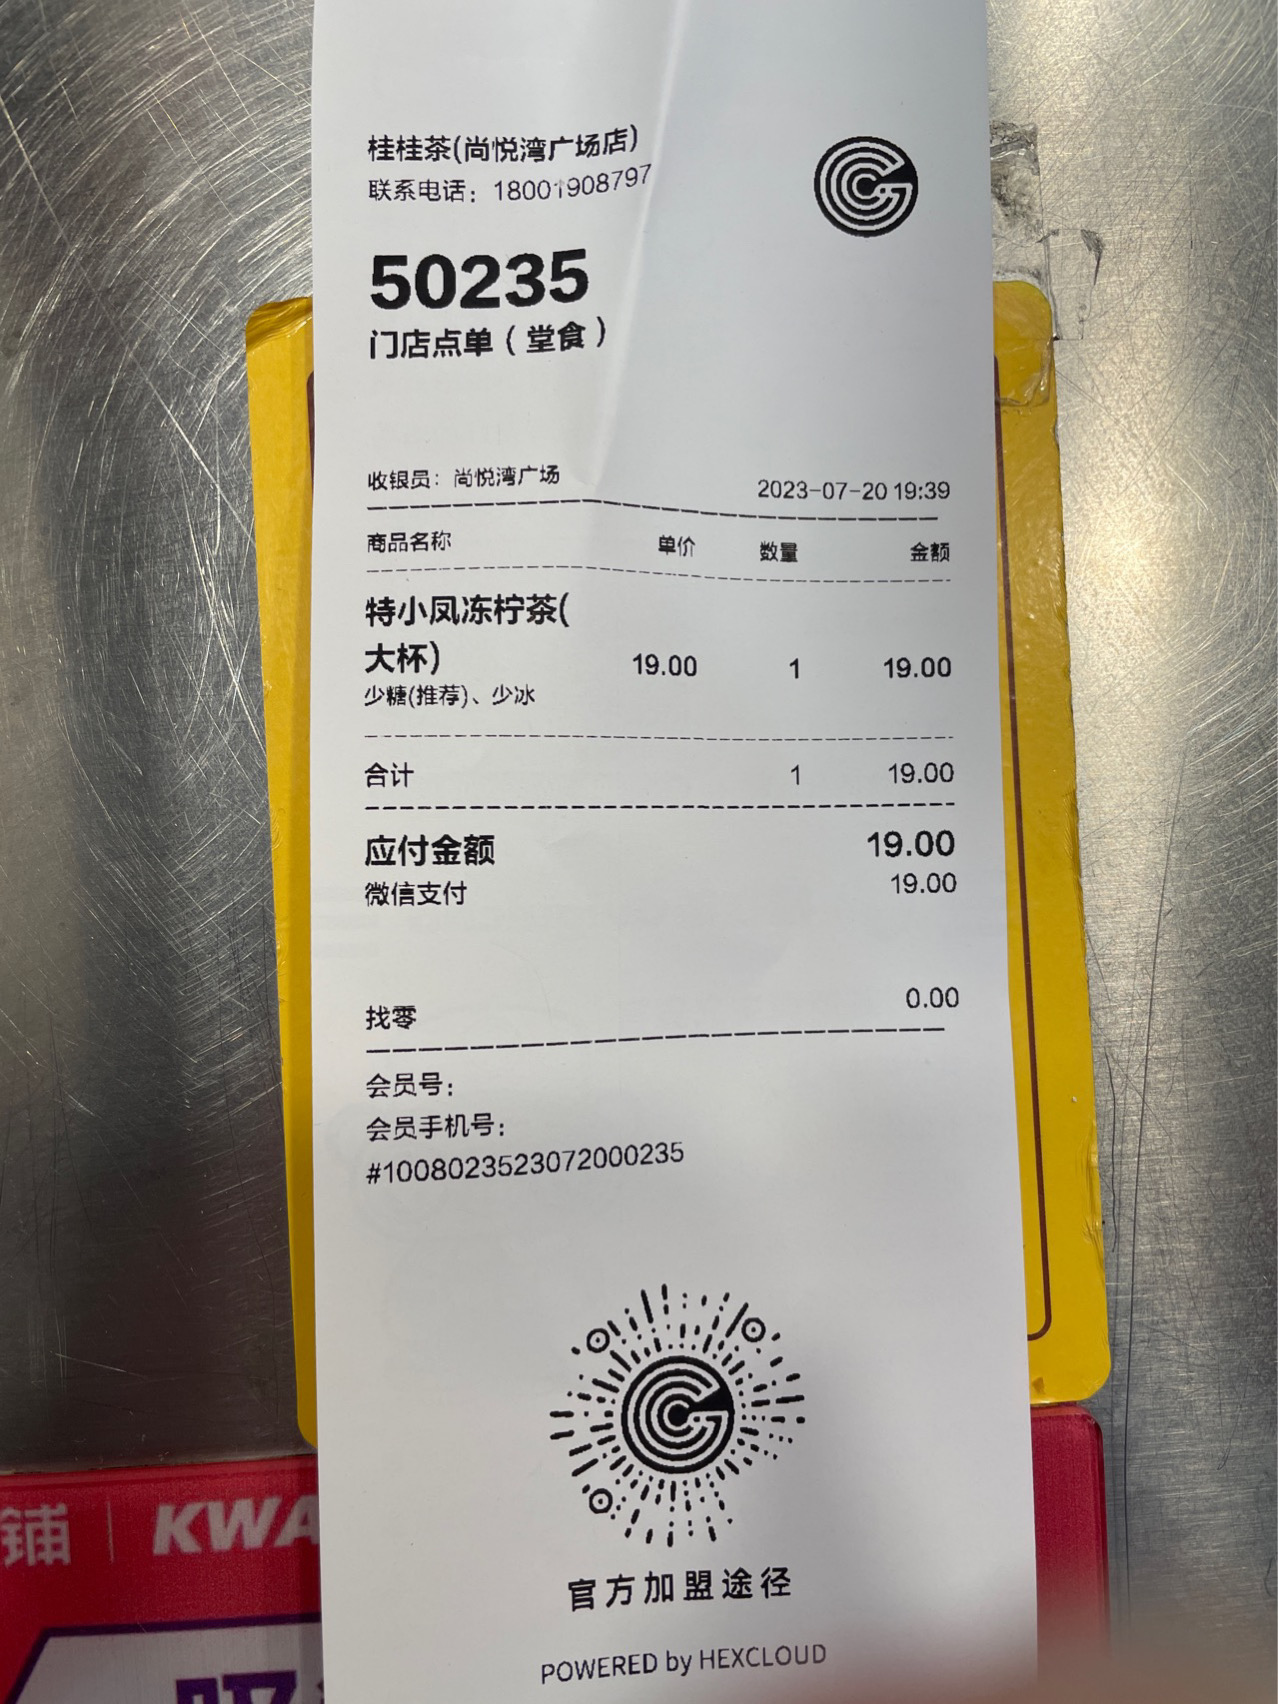 桂桂茶(尚悦湾广场店)
联系电话：18001908797
50235
门店点单（堂食）
收银员：尚悦湾广场 2023-07-20 19:39
商品名称 单价 数量 金额
特小凤冻柠茶(
大杯) 19.00 1 19.00
少糖(推荐)、少冰
合计 1 19.00
应付金额 19.00
微信支付 19.00
找零 0.00
会员号：
会员手机号：
#1008023523072000235
官方加盟途径
POWERED by HEXCLOUD
铺 KWA